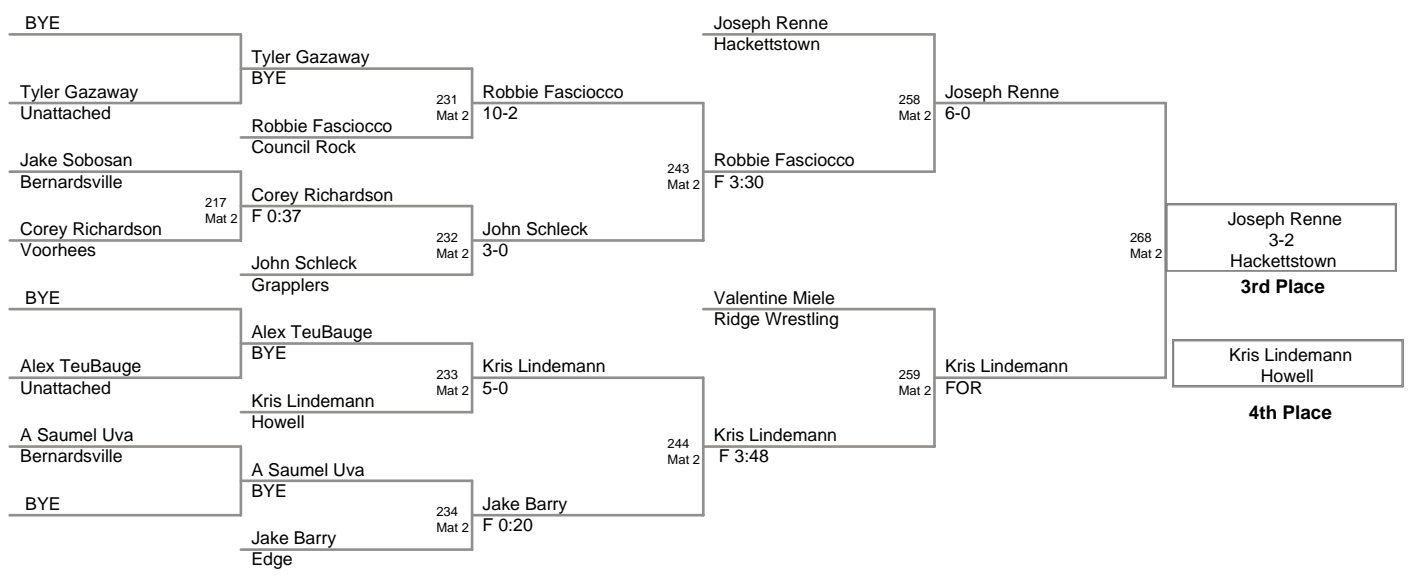 BYE
Tyler Gazaway
Unattached
Jake Sobosan
Bernardsville
Corey Richardson
Voorhees
BYE
Alex TeuBauge
Unattached
A Saumel Uva
Bernardsville
BYE
Tyler Gazaway
BYE
Robbie Fasciocco
Council Rock
217
Mat 2
Corey Richardson
F 0:37
John Schleck
Grapplers
Alex TeuBauge
BYE
Kris Lindemann
Howell
A Saumel Uva
BYE
Jake Barry
Edge
231
Mat 2
Robbie Fasciocco
10-2
232
Mat 2
John Schleck
3-0
233
Mat 2
Kris Lindemann
5-0
234
Mat 2
Jake Barry
F 0:20
Joseph Renne
Hackettstown
243
Mat 2
Robbie Fasciocco
F 3:30
Valentine Miele
Ridge Wrestling
244
Mat 2
Kris Lindemann
F 3:48
258
Mat 2
Joseph Renne
6-0
259
Mat 2
Kris Lindemann
FOR
268
Mat 2
Joseph Renne
3-2
Hackettstown
3rd Place
Kris Lindemann
Howell
4th Place